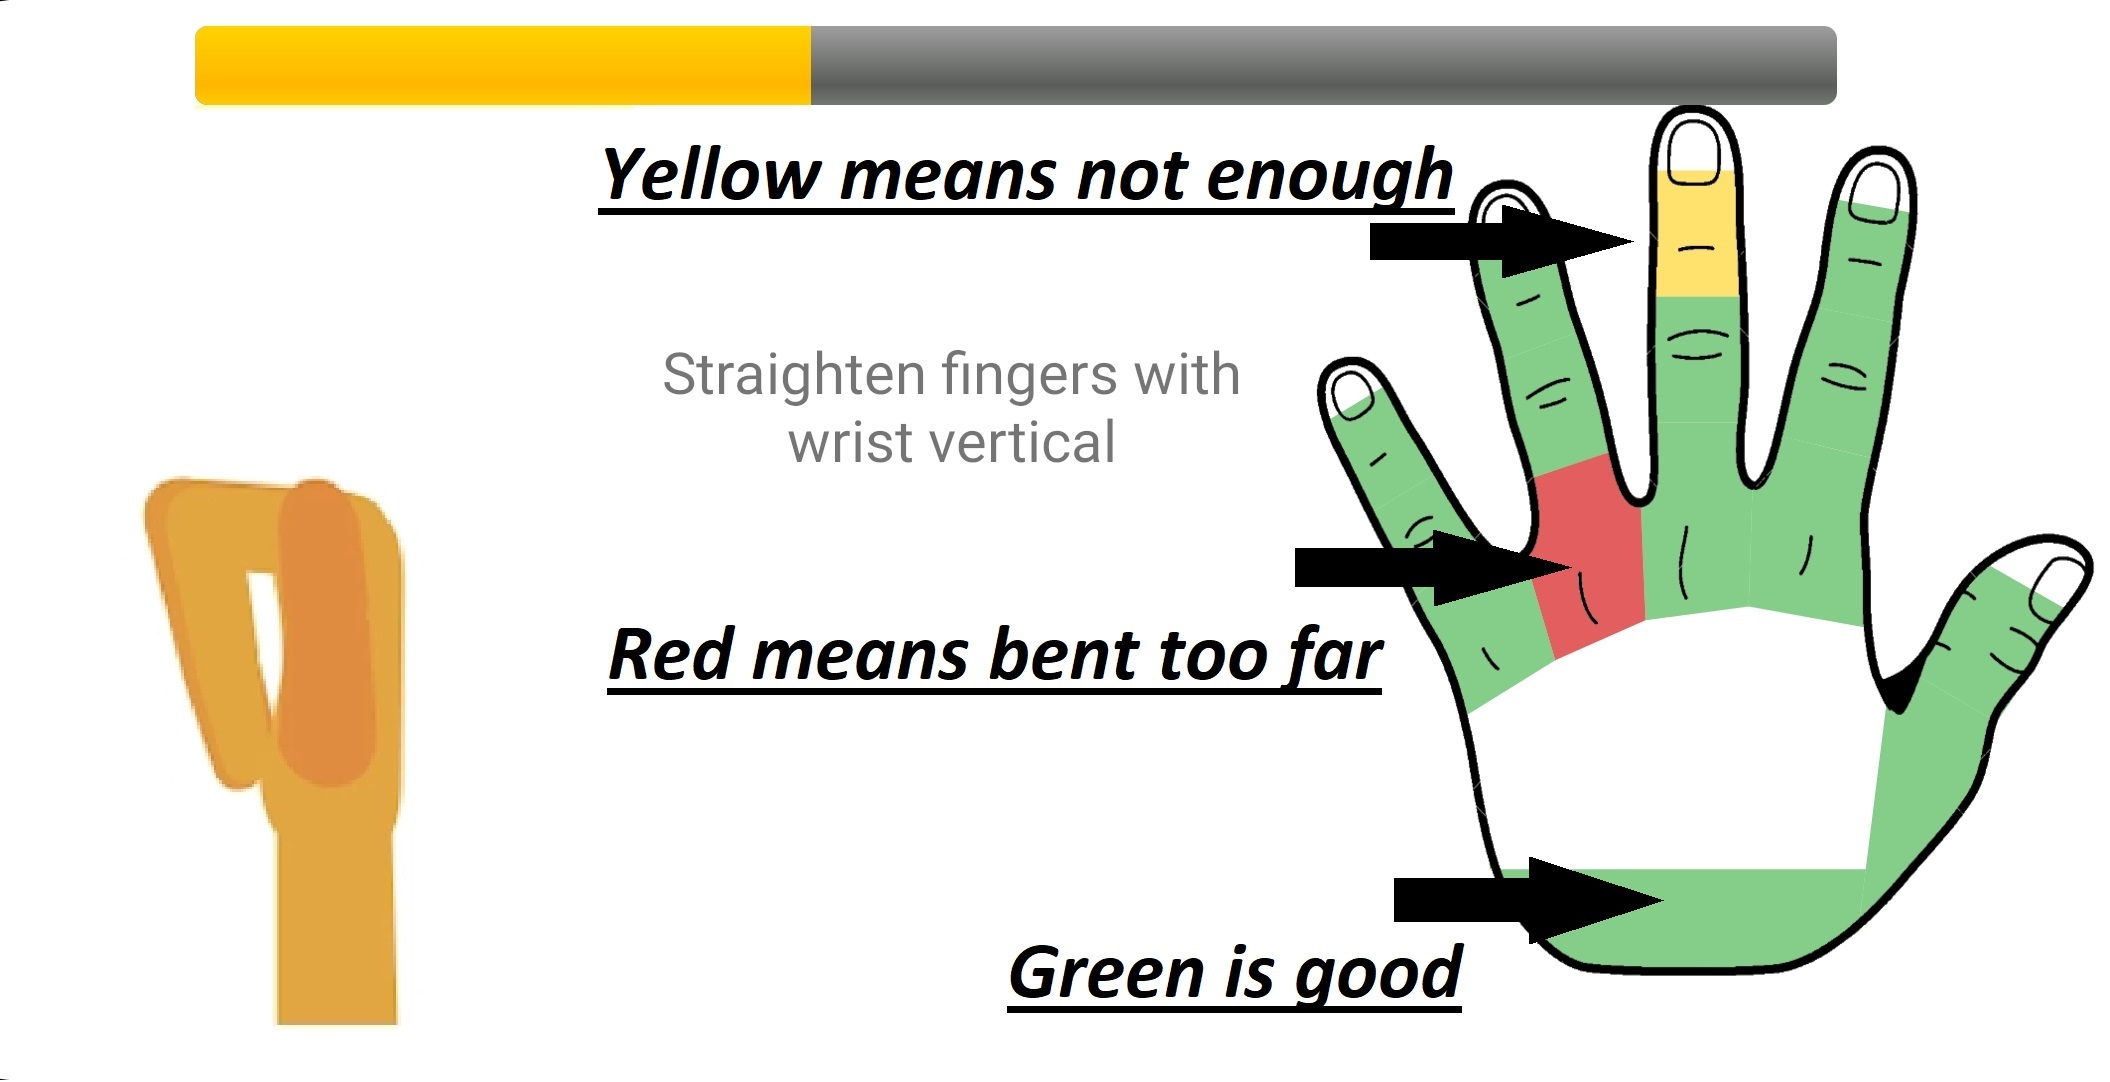 Yellow means not enough
Straighten fingers with
wrist vertical
Red means bent too far
Green is good